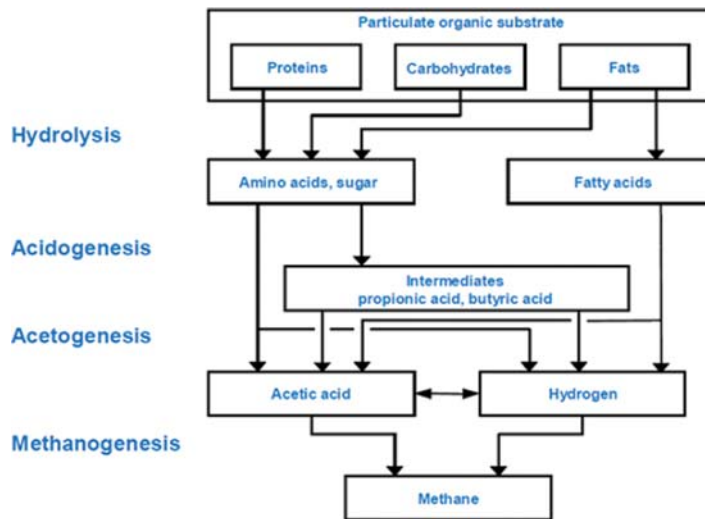 Particulate organic substrate
Proteins
Carbohydrates
Fats
Hydrolysis
Amino acids, sugar
Fatty acids
Acidogenesis
Intermediates
propionic acid, butyric acid
Acetogenesis
Acetic acid
Hydrogen
Methanogenesis
Methane